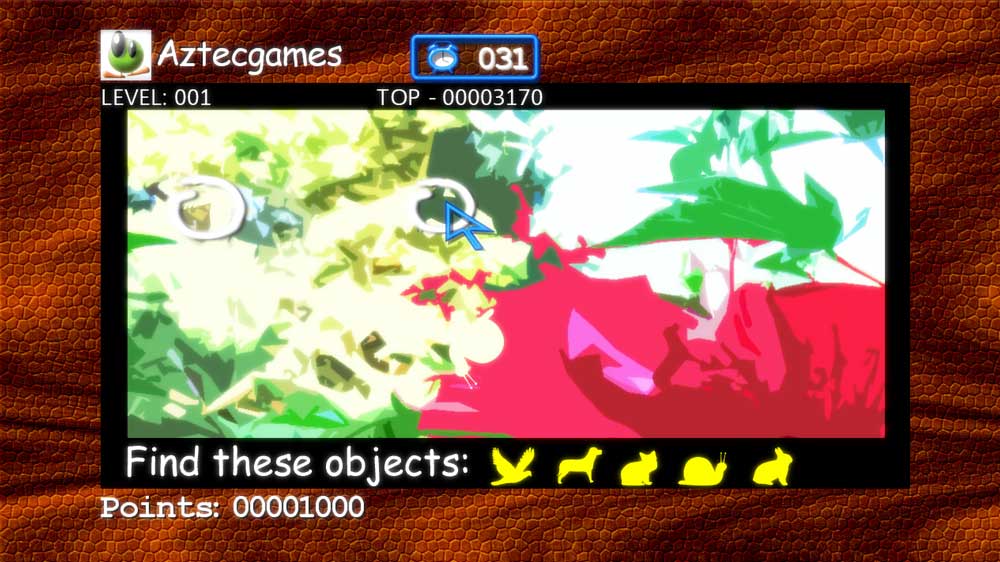 Aztecgames
031
LEVEL: 001 TOP - 00003170
Find these objects:
Points: 00001000